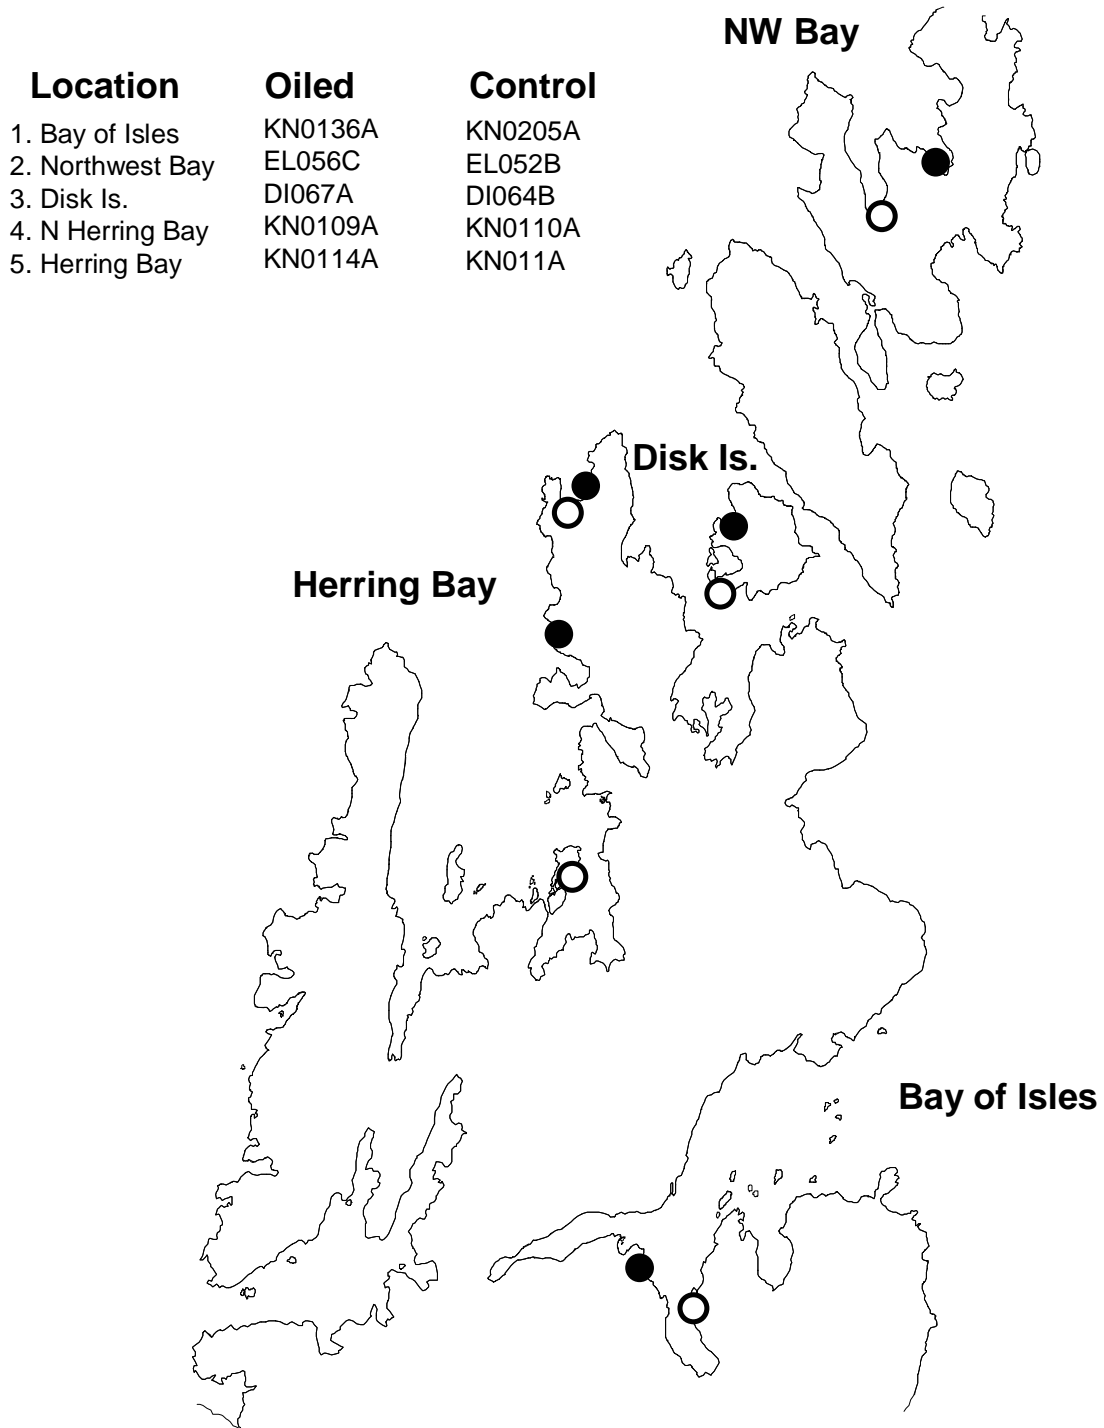 NW Bay
Location Oiled Control
1. Bay of Isles KN0136A KN0205A
2. Northwest Bay EL056C EL052B
3. Disk Is. DI067A DI064B
4. N Herring Bay KN0109A KN0110A
5. Herring Bay KN0114A KN011A
Disk Is.
Herring Bay
Bay of Isles